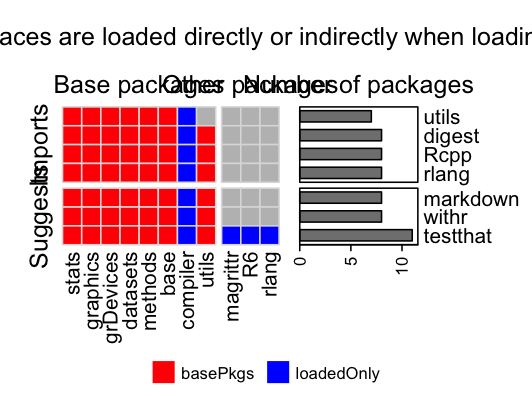 aces are loaded directly or indirectly when loadin
Base packages Other packages Number of packages
Imports
Suggests
utils
digest
Rcpp
rlang
markdown
withr
testthat
0 5 10
stats graphics grDevices datasets methods base compiler utils magrittr R6 rlang
basePkgs loadedOnly